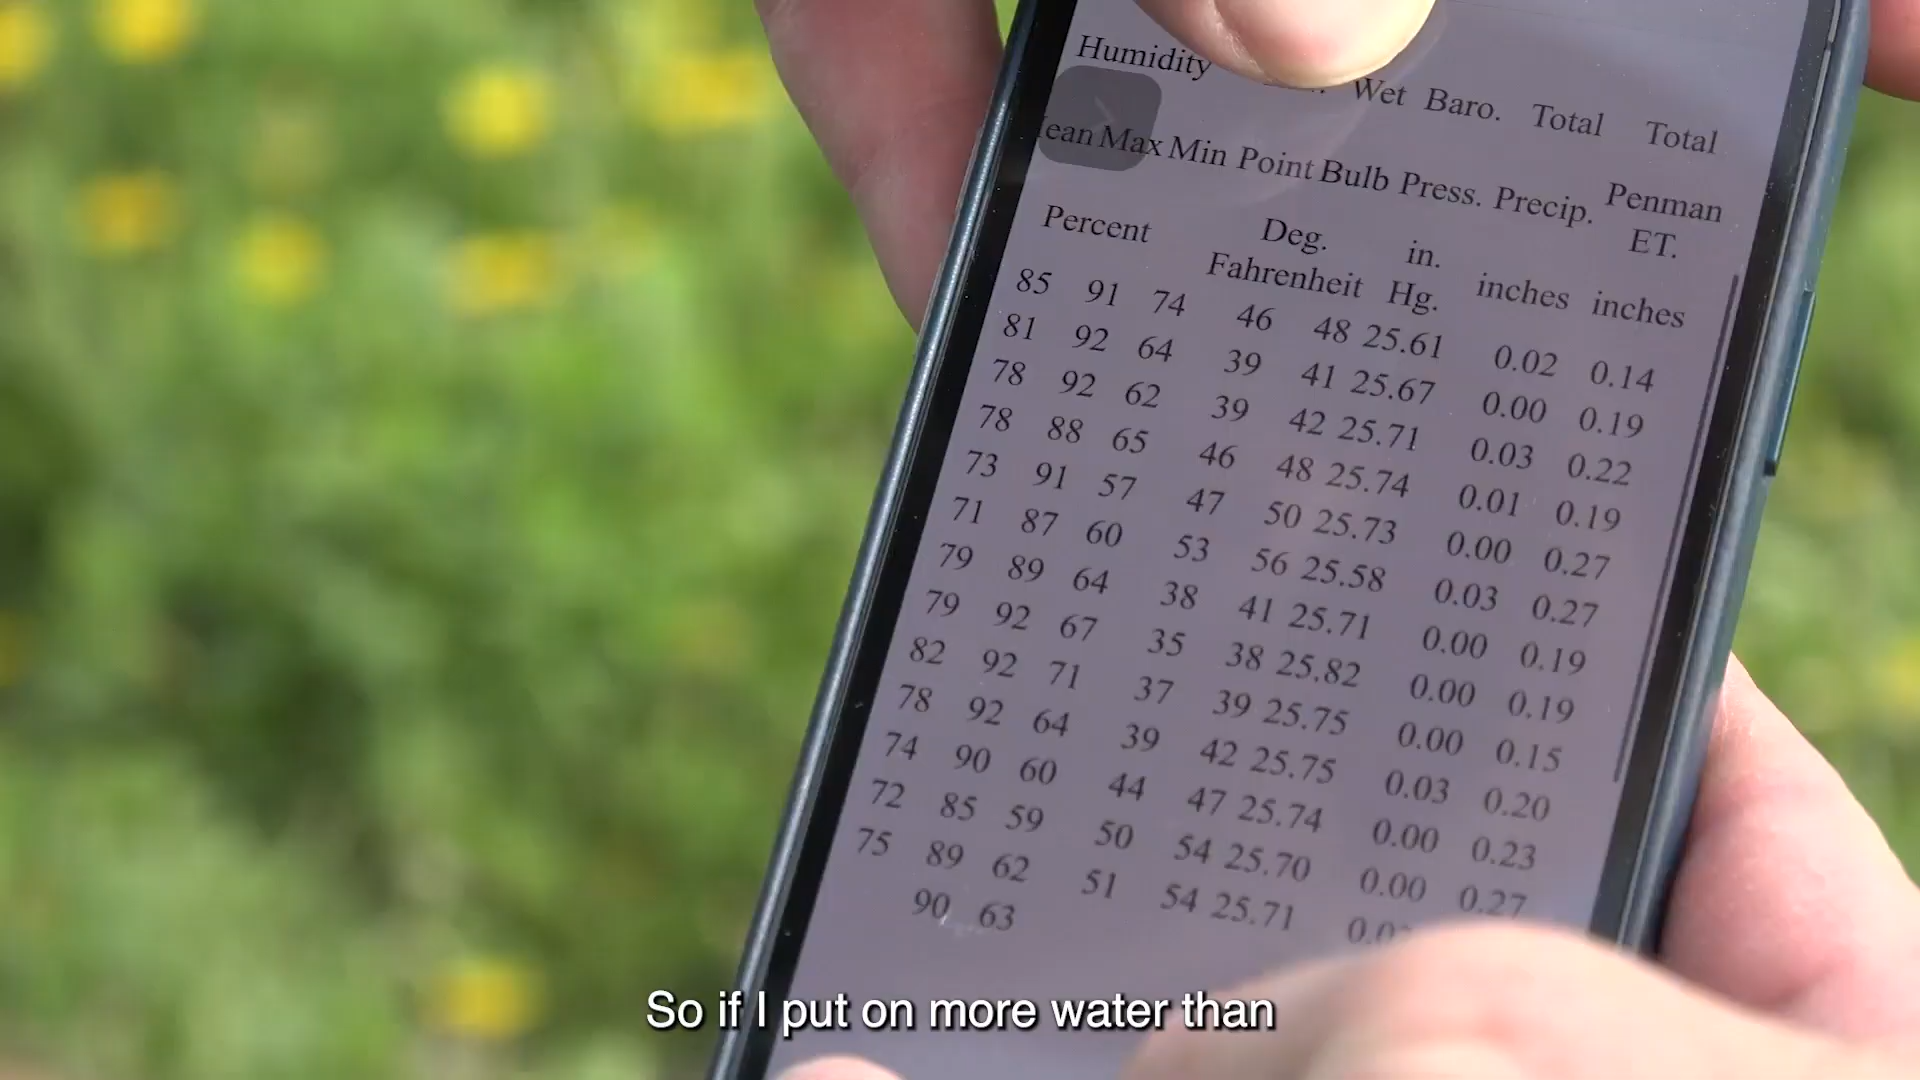 Humidity Wet Baro. Total Total
Max Min Point Bulb Press. Precip. Penman ET.
Percent Deg. Fahrenheit in. Hg. inches inches
85 91 74 46 48 25.61 0.02 0.14
81 92 64 39 41 25.67 0.00 0.19
78 92 62 39 42 25.71 0.03 0.22
78 88 65 46 48 25.74 0.01 0.19
73 91 57 47 50 25.73 0.00 0.27
71 87 60 53 56 25.58 0.03 0.27
79 89 64 38 41 25.71 0.00 0.19
79 92 67 35 38 25.82 0.00 0.19
82 92 71 37 39 25.75 0.00 0.15
78 92 64 39 42 25.75 0.03 0.20
74 90 60 44 47 25.74 0.00 0.23
72 85 59 50 54 25.70 0.00 0.27
75 89 62 51 54 25.71
90 63
So if I put on more water than